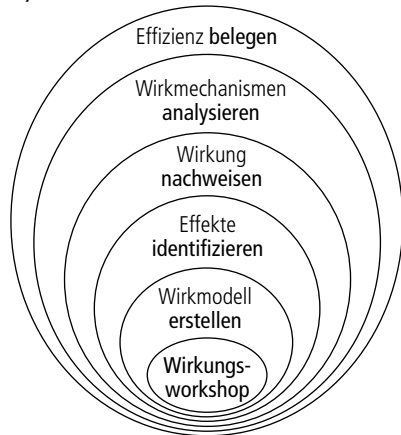 Effizienz belegen
Wirkmechanismen
analysieren
Wirkung
nachweisen
Effekte
identifizieren
Wirkmodell
erstellen
Wirkungs-
workshop